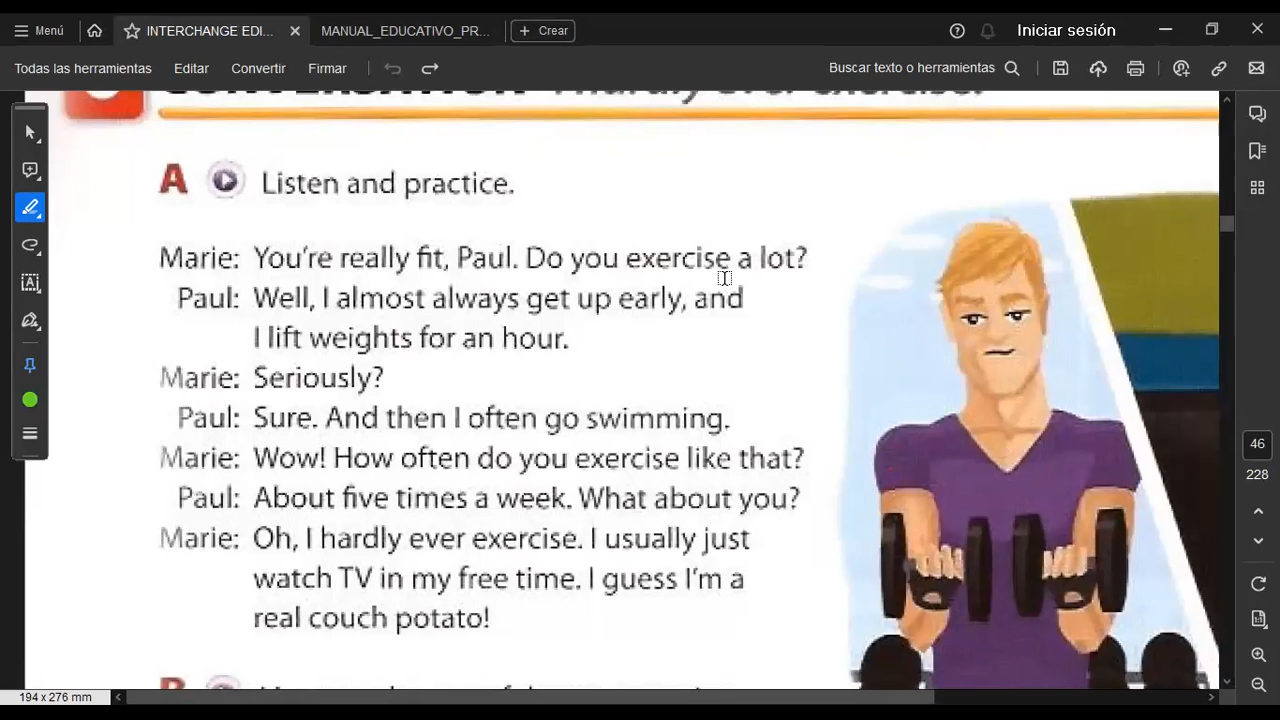 Menú
INTERCHANGE EDI...
MANUAL_EDUCATIVO_PR...
Crear
Iniciar sesión
Todas las herramientas
Editar
Convertir
Firmar
Buscar texto o herramientas
A Listen and practice.
Marie: You're really fit, Paul. Do you exercise a lot?
Paul: Well, I almost always get up early, and
I lift weights for an hour.
Marie: Seriously?
Paul: Sure. And then I often go swimming.
Marie: Wow! How often do you exercise like that?
Paul: About five times a week. What about you?
Marie: Oh, I hardly ever exercise. I usually just
watch TV in my free time. I guess I'm a
real couch potato!
46
228
194 x 276 mm